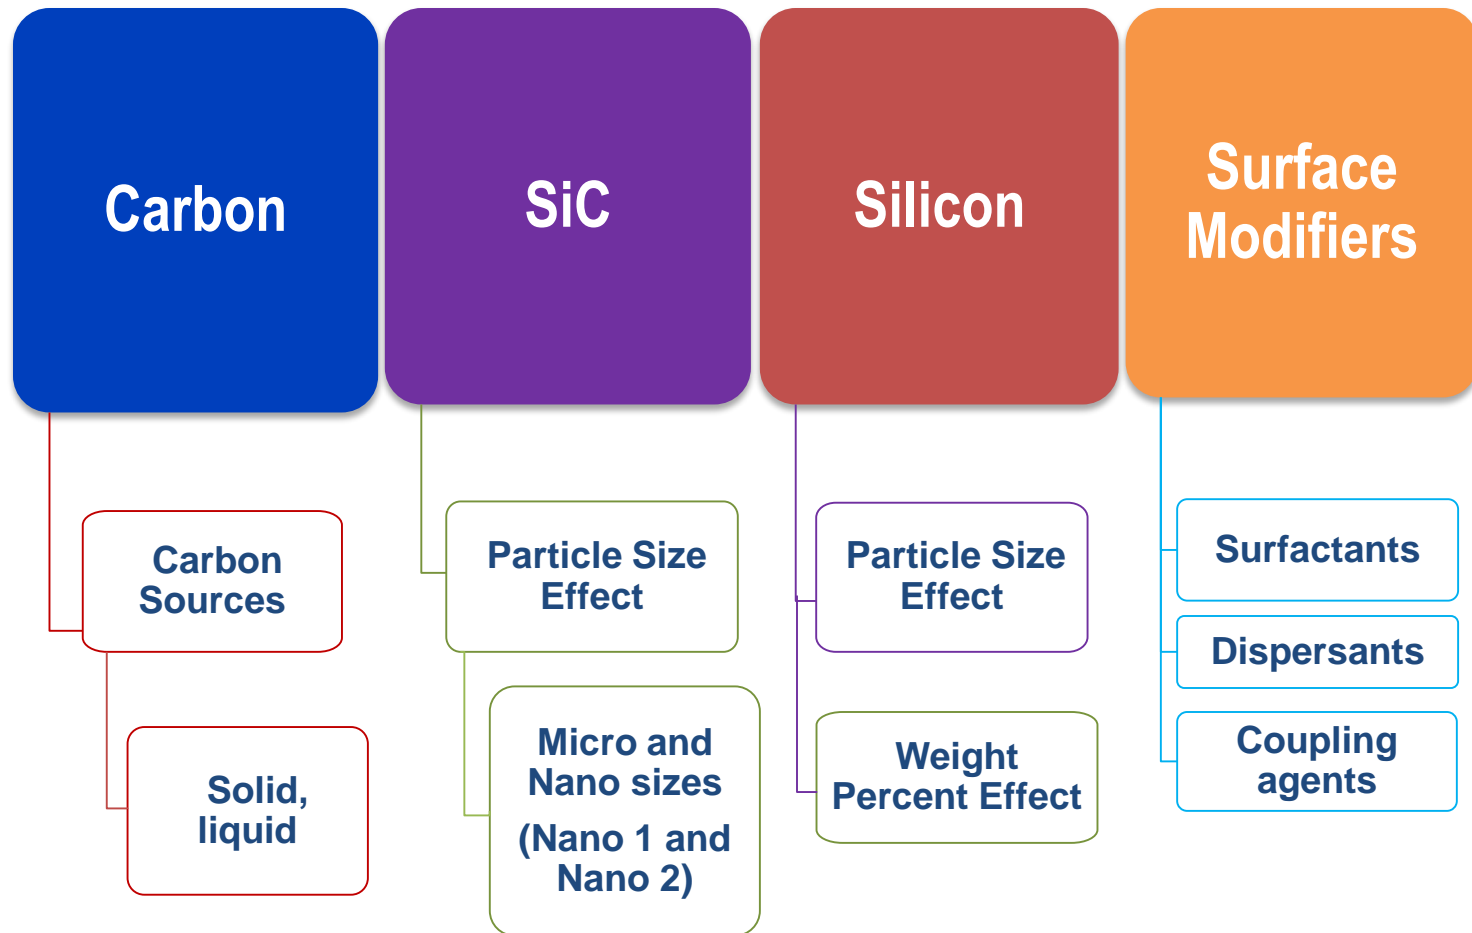 Carbon
SiC
Silicon
Surface
Modifiers
Carbon
Sources
Solid,
liquid
Particle Size
Effect
Micro and
Nano sizes
(Nano 1 and
Nano 2)
Particle Size
Effect
Weight
Percent Effect
Surfactants
Dispersants
Coupling
agents